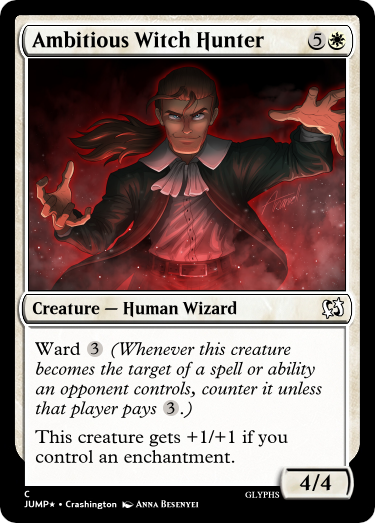 Ambitious Witch Hunter 5
Creature — Human Wizard
Ward 3 (Whenever this creature
becomes the target of a spell or ability
an opponent controls, counter it unless
that player pays 3.)
This creature gets +1/+1 if you
control an enchantment.
4/4
C
JUMP★ • Crashington Anna Besenyei
GLYPHS